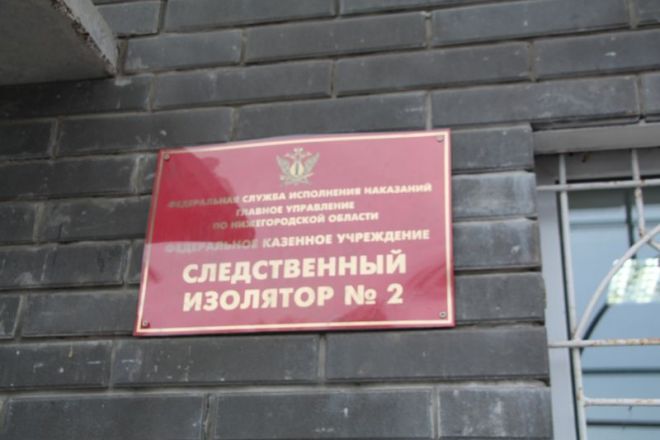 ФЕДЕРАЛЬНАЯ СЛУЖБА ИСПОЛНЕНИЯ НАКАЗАНИЙ
ГЛАВНОЕ УПРАВЛЕНИЕ
ПО НИЖЕГОРОДСКОЙ ОБЛАСТИ
ФЕДЕРАЛЬНОЕ КАЗЕННОЕ УЧРЕЖДЕНИЕ
СЛЕДСТВЕННЫЙ
ИЗОЛЯТОР № 2